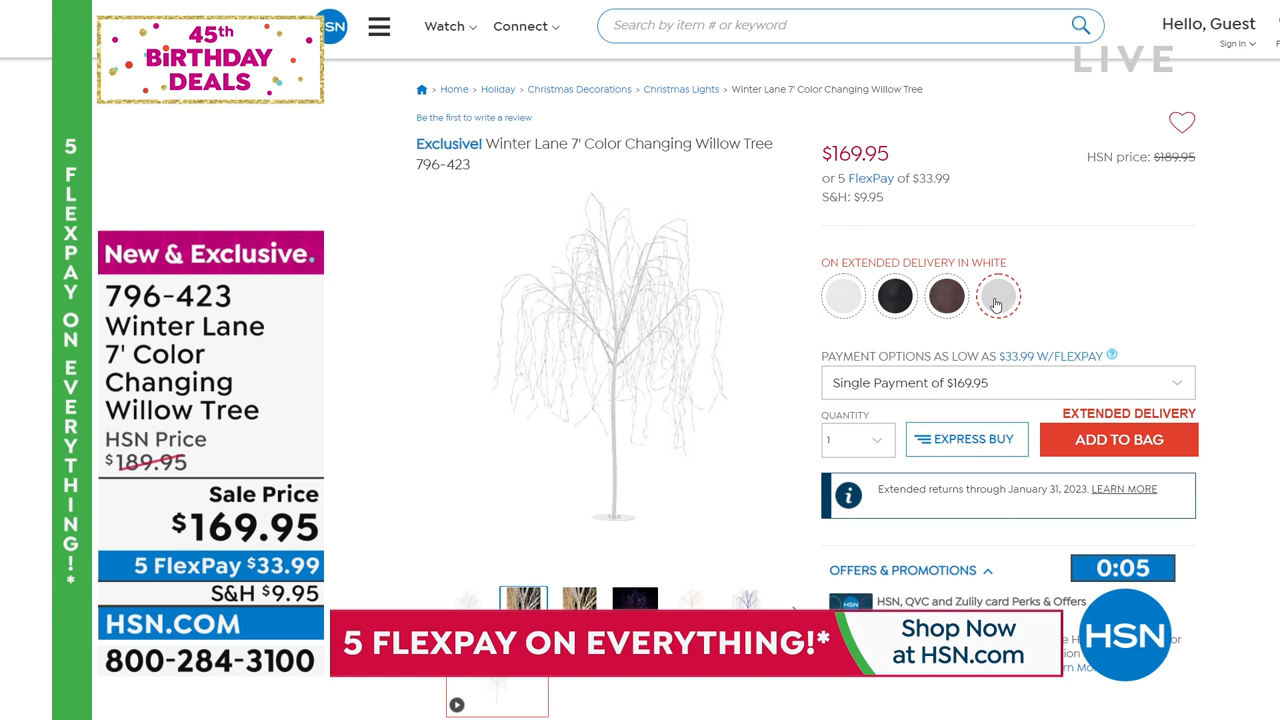 45th
BiRTHDAY
DEALS
5 FLEXPAY ON EVERYTHING!*
New & Exclusive.
796-423
Winter Lane
7' Color
Changing
Willow Tree
HSN Price
$189.95
Sale Price
$169.95
5 FlexPay $33.99
S&H $9.95
HSN.COM
800-284-3100
SN
Watch
Connect
Search by item # or keyword
Hello, Guest
Sign In
LIVE
> Home > Holiday > Christmas Decorations > Christmas Lights > Winter Lane 7' Color Changing Willow Tree
Be the first to write a review
Exclusive! Winter Lane 7' Color Changing Willow Tree
796-423
$169.95
HSN price: $189.95
or 5 FlexPay of $33.99
S&H: $9.95
ON EXTENDED DELIVERY IN WHITE
PAYMENT OPTIONS AS LOW AS $33.99 W/FLEXPAY ?
Single Payment of $169.95
QUANTITY
EXTENDED DELIVERY
1
EXPRESS BUY
ADD TO BAG
i
Extended returns through January 31, 2023. LEARN MORE
OFFERS & PROMOTIONS
0:05
HSN
HSN, QVC and Zulily card Perks & Offers
5 FLEXPAY ON EVERYTHING!*
Shop Now
at HSN.com
HSN